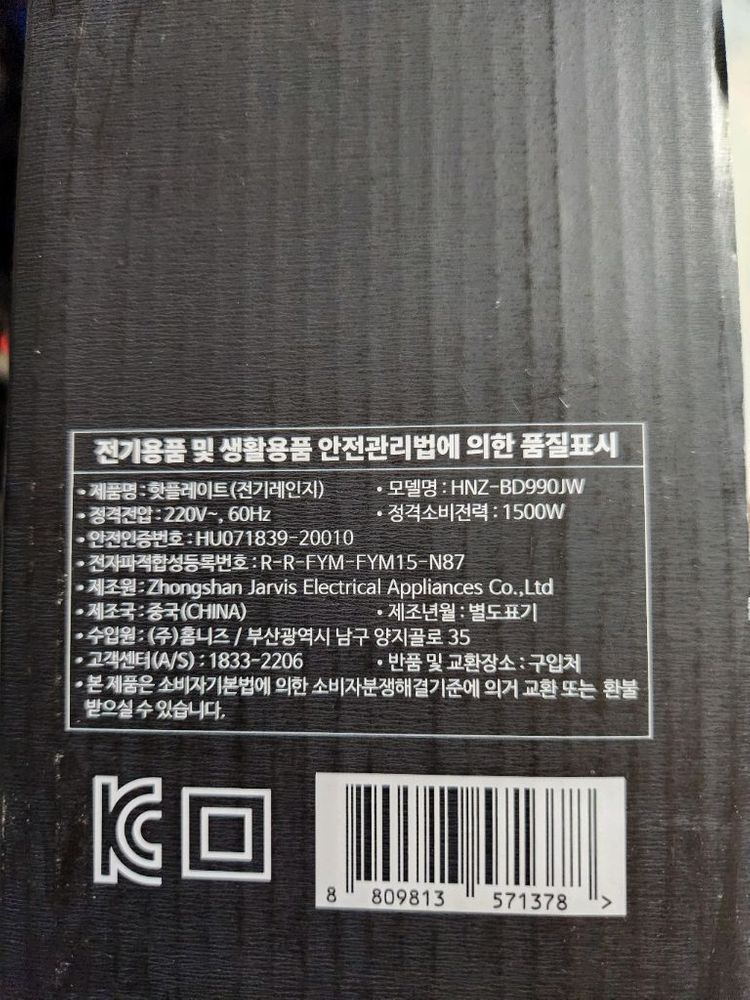 전기용품 및 생활용품 안전관리법에 의한 품질표시
• 제품명 : 핫플레이트(전기레인지) • 모델명 : HNZ-BD990JW
• 정격전압 : 220V~, 60Hz • 정격소비전력 : 1500W
• 안전인증번호 : HU071839-20010
• 전자파적합성등록번호 : R-R-FYM-FYM15-N87
• 제조원 : Zhongshan Jarvis Electrical Appliances Co.,Ltd
• 제조국 : 중국(CHINA) • 제조년월 : 별도표기
• 수입원 : (주)홈니즈 / 부산광역시 남구 양지골로 35
• 고객센터(A/S) : 1833-2206 • 반품 및 교환장소 : 구입처
• 본 제품은 소비자기본법에 의한 소비자분쟁해결기준에 의거 교환 또는 환불
받으실 수 있습니다.
KC
8 809813 571378 >